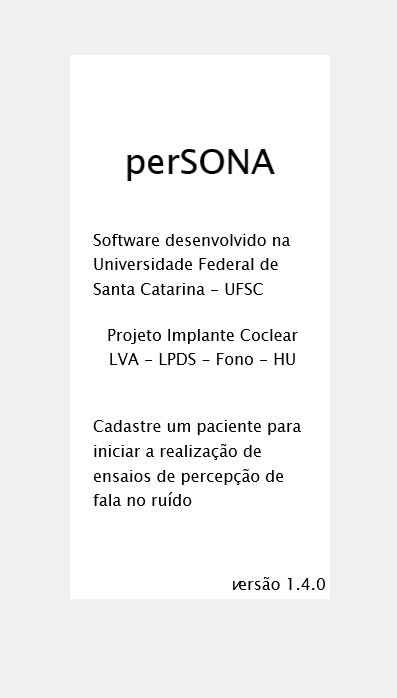 perSONA
Software desenvolvido na
Universidade Federal de
Santa Catarina - UFSC
Projeto Implante Coclear
LVA - LPDS - Fono - HU
Cadastre um paciente para
iniciar a realização de
ensaios de percepção de
fala no ruído
versão 1.4.0